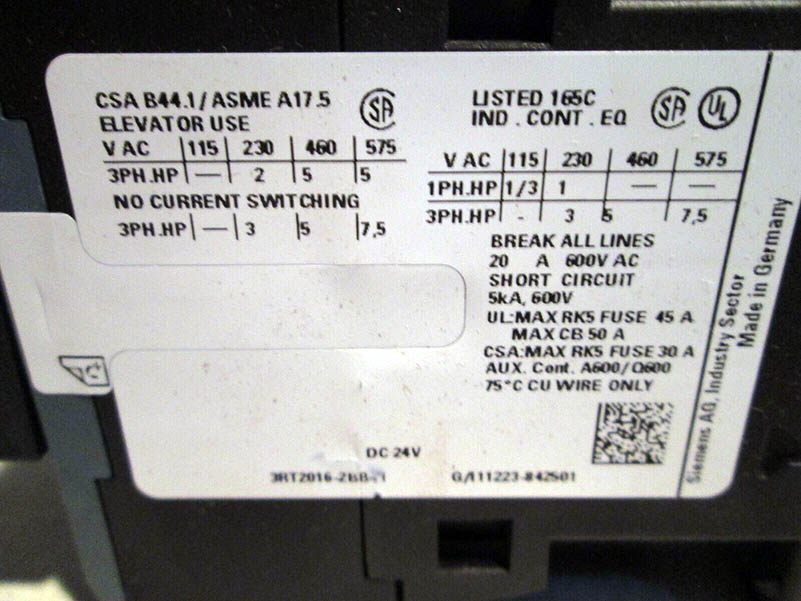 CSA B44.1/ASME A17.5
ELEVATOR USE
V AC 115 230 460 575
3PH.HP — 2 5 5
NO CURRENT SWITCHING
3PH.HP — 3 5 7,5
LISTED 165C
IND . CONT . EQ
SA
UL
V AC 115 230 460 575
1PH.HP 1/3 1 — —
3PH.HP - 3 5 7,5
BREAK ALL LINES
20 A 600V AC
SHORT CIRCUIT
5kA, 600V
UL:MAX RK5 FUSE 45 A
MAX CB 50 A
CSA:MAX RK5 FUSE 30 A
AUX. Cont. A600/Q600
75°C CU WIRE ONLY
DC 24V
Siemens AG, Industry Sector
Made in Germany